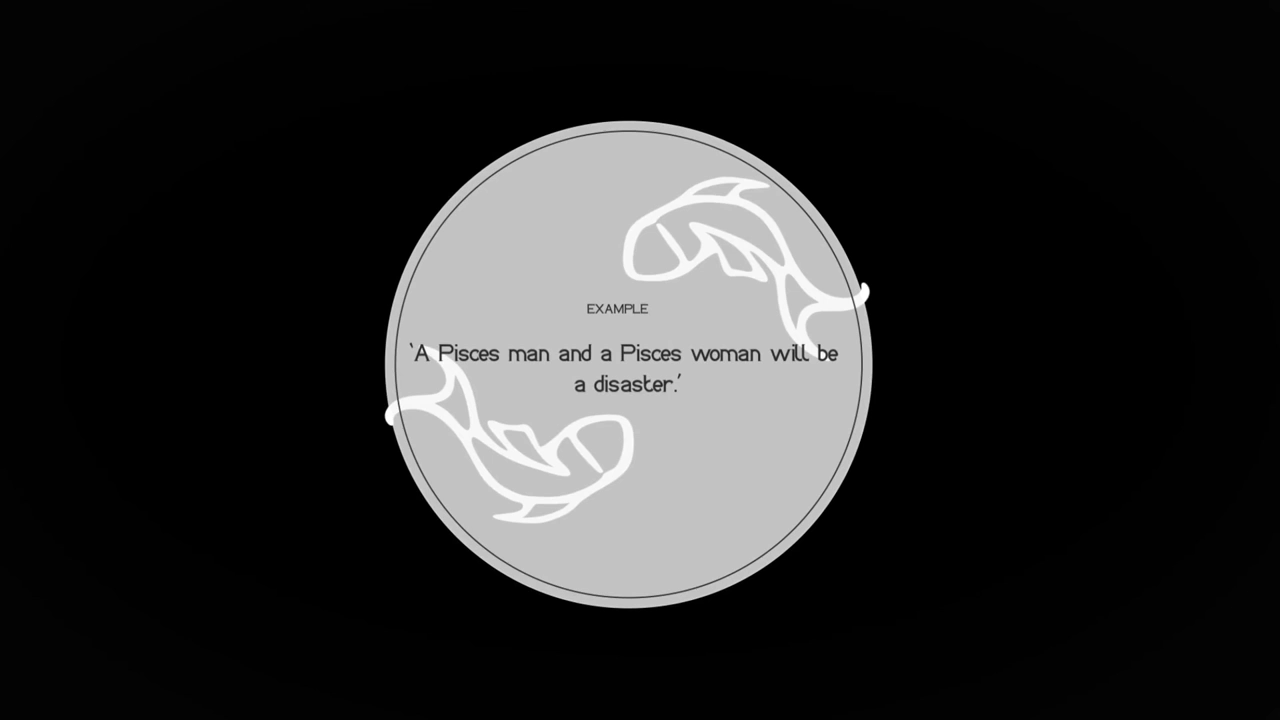 EXAMPLE
‘A Pisces man and a Pisces woman will be
a disaster.’